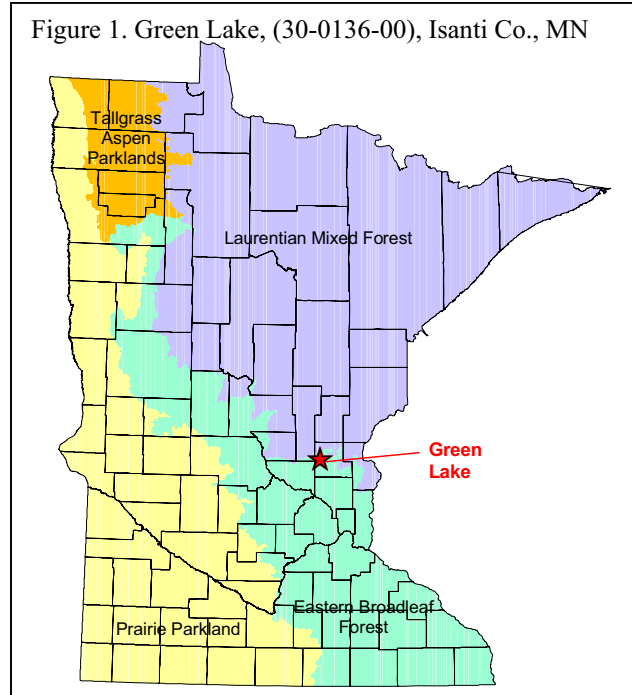 Figure 1. Green Lake, (30-0136-00), Isanti Co., MN
Tallgrass
Aspen
Parklands
Laurentian Mixed Forest
Green
Lake
Eastern Broadleaf
Forest
Prairie Parkland